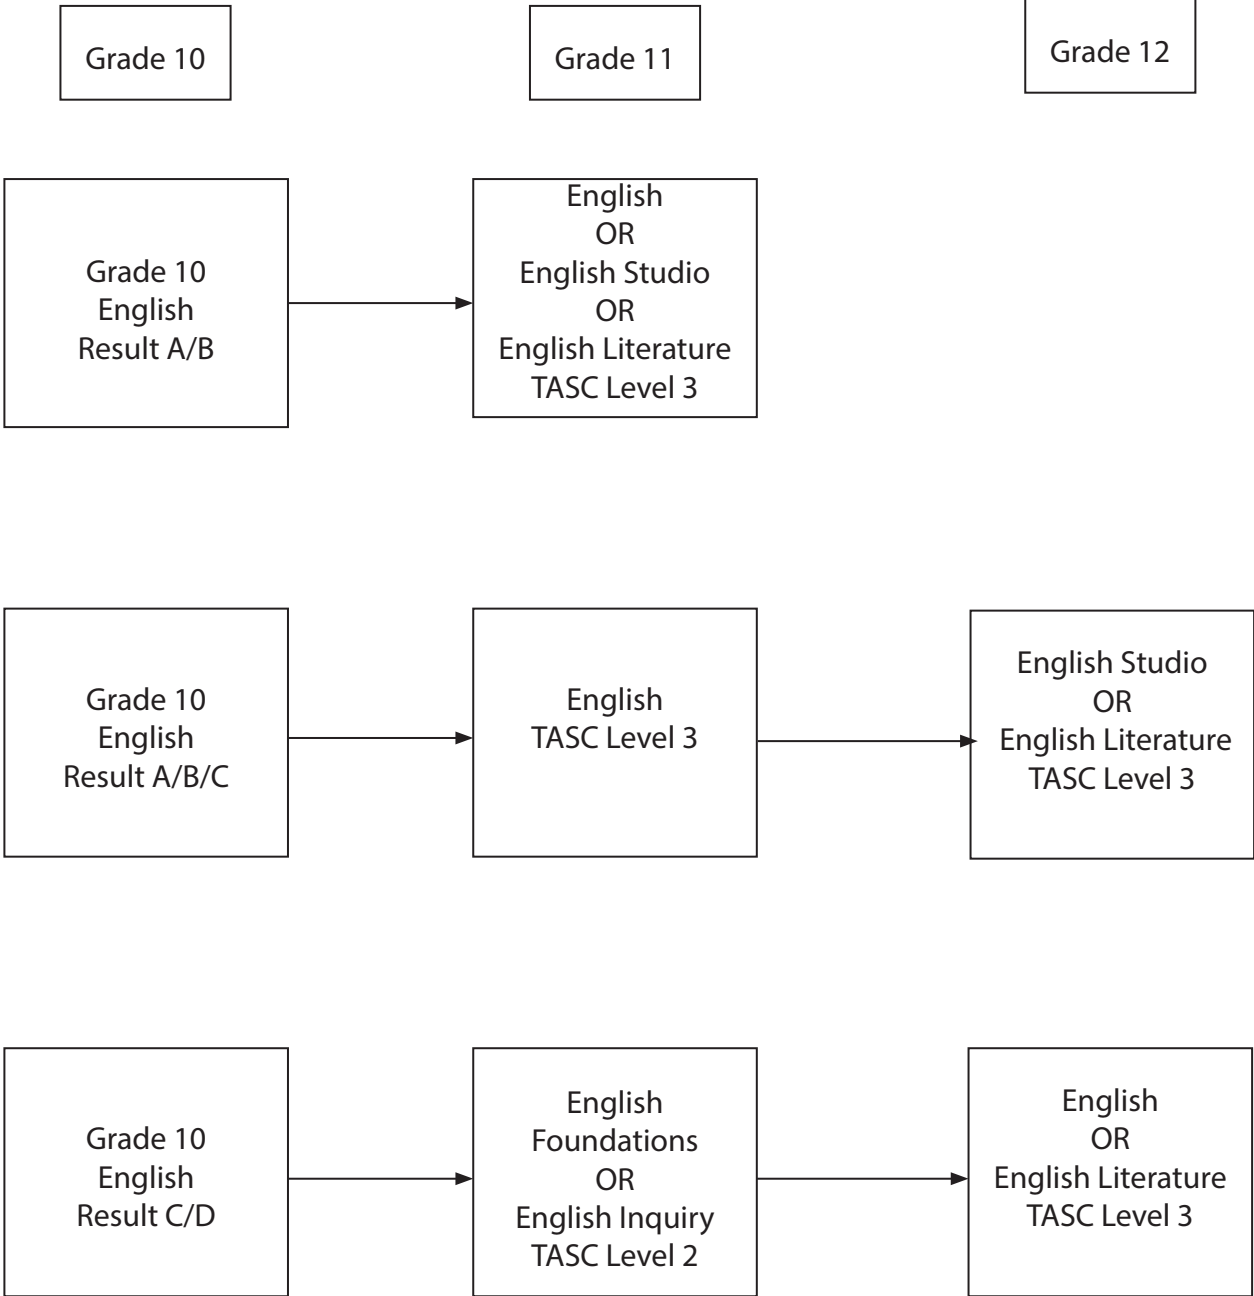 Grade 10
Grade 11
Grade 12
Grade 10
English
Result A/B
English
OR
English Studio
OR
English Literature
TASC Level 3
Grade 10
English
Result A/B/C
English
TASC Level 3
English Studio
OR
English Literature
TASC Level 3
Grade 10
English
Result C/D
English
Foundations
OR
English Inquiry
TASC Level 2
English
OR
English Literature
TASC Level 3